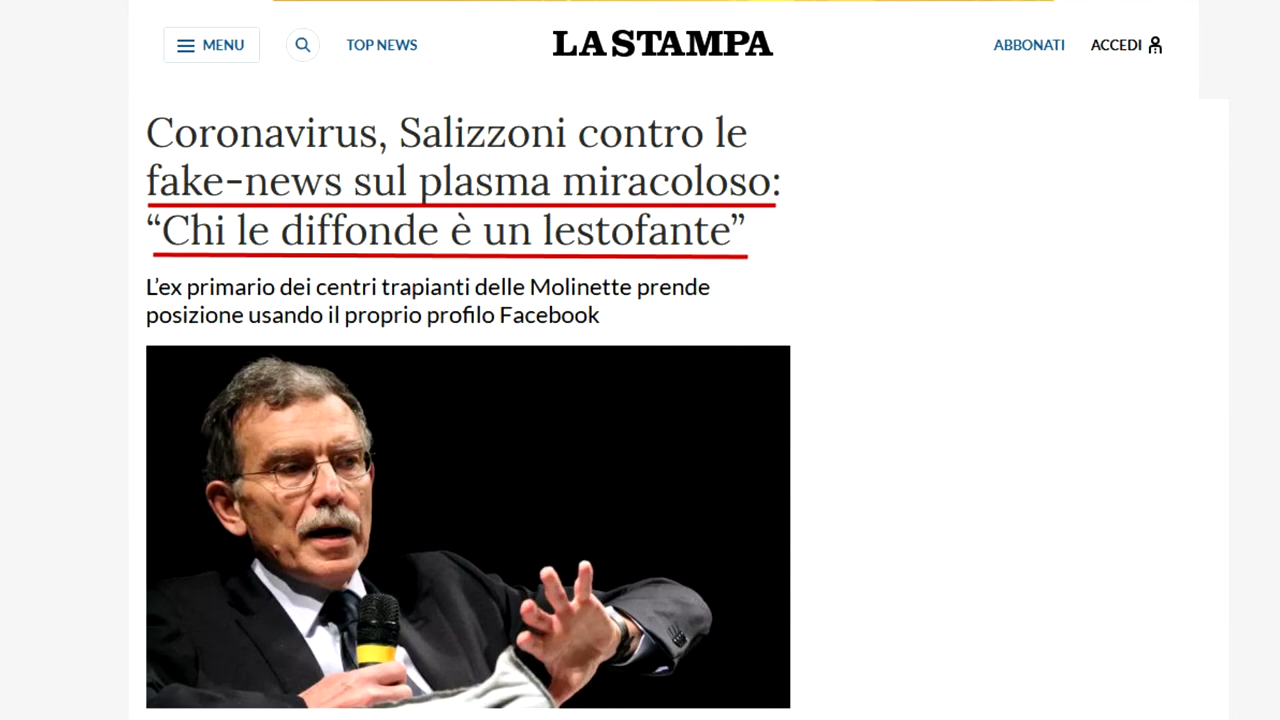 MENU
TOP NEWS
LA STAMPA
ABBONATI
ACCEDI
Coronavirus, Salizzoni contro le
fake-news sul plasma miracoloso:
“Chi le diffonde è un lestofante”
L’ex primario dei centri trapianti delle Molinette prende
posizione usando il proprio profilo Facebook